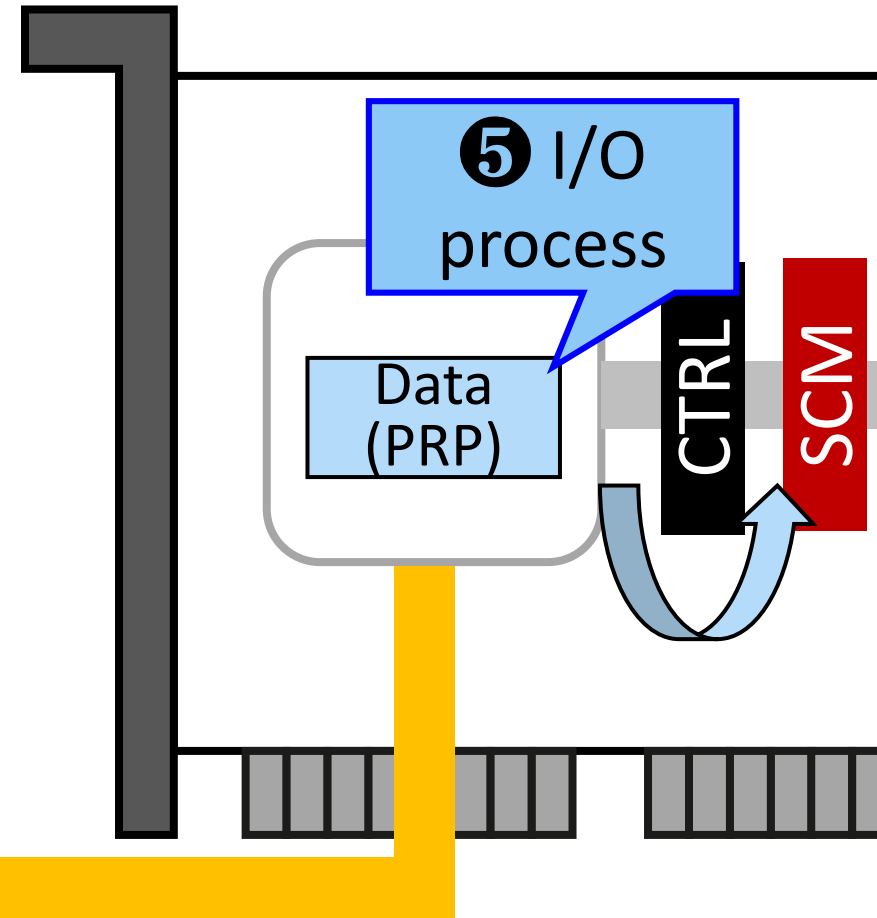 ❺ I/O
process
Data
(PRP)
CTRL
SCM